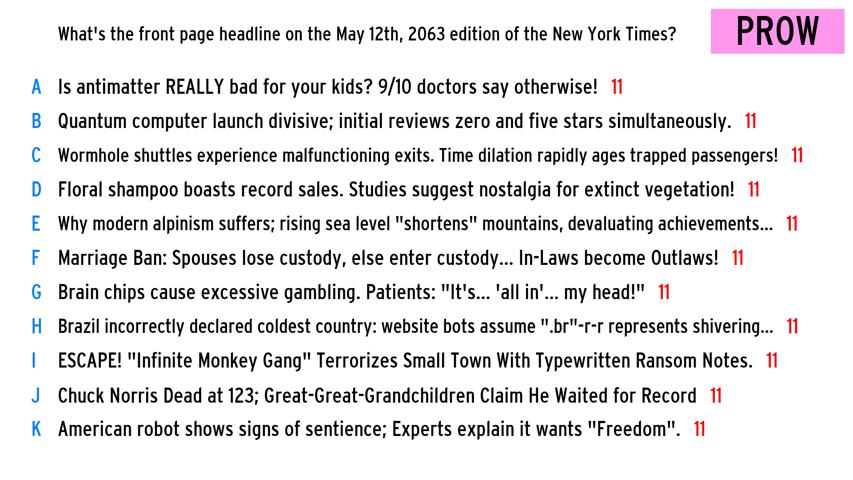 What's the front page headline on the May 12th, 2063 edition of the New York Times?
PROW
A Is antimatter REALLY bad for your kids? 9/10 doctors say otherwise! 11
B Quantum computer launch divisive; initial reviews zero and five stars simultaneously. 11
C Wormhole shuttles experience malfunctioning exits. Time dilation rapidly ages trapped passengers! 11
D Floral shampoo boasts record sales. Studies suggest nostalgia for extinct vegetation! 11
E Why modern alpinism suffers; rising sea level "shortens" mountains, devaluating achievements... 11
F Marriage Ban: Spouses lose custody, else enter custody... In-Laws become Outlaws! 11
G Brain chips cause excessive gambling. Patients: "It's... 'all in'... my head!" 11
H Brazil incorrectly declared coldest country: website bots assume ".br"-r-r represents shivering... 11
I ESCAPE! "Infinite Monkey Gang" Terrorizes Small Town With Typewritten Ransom Notes. 11
J Chuck Norris Dead at 123; Great-Great-Grandchildren Claim He Waited for Record 11
K American robot shows signs of sentience; Experts explain it wants "Freedom". 11